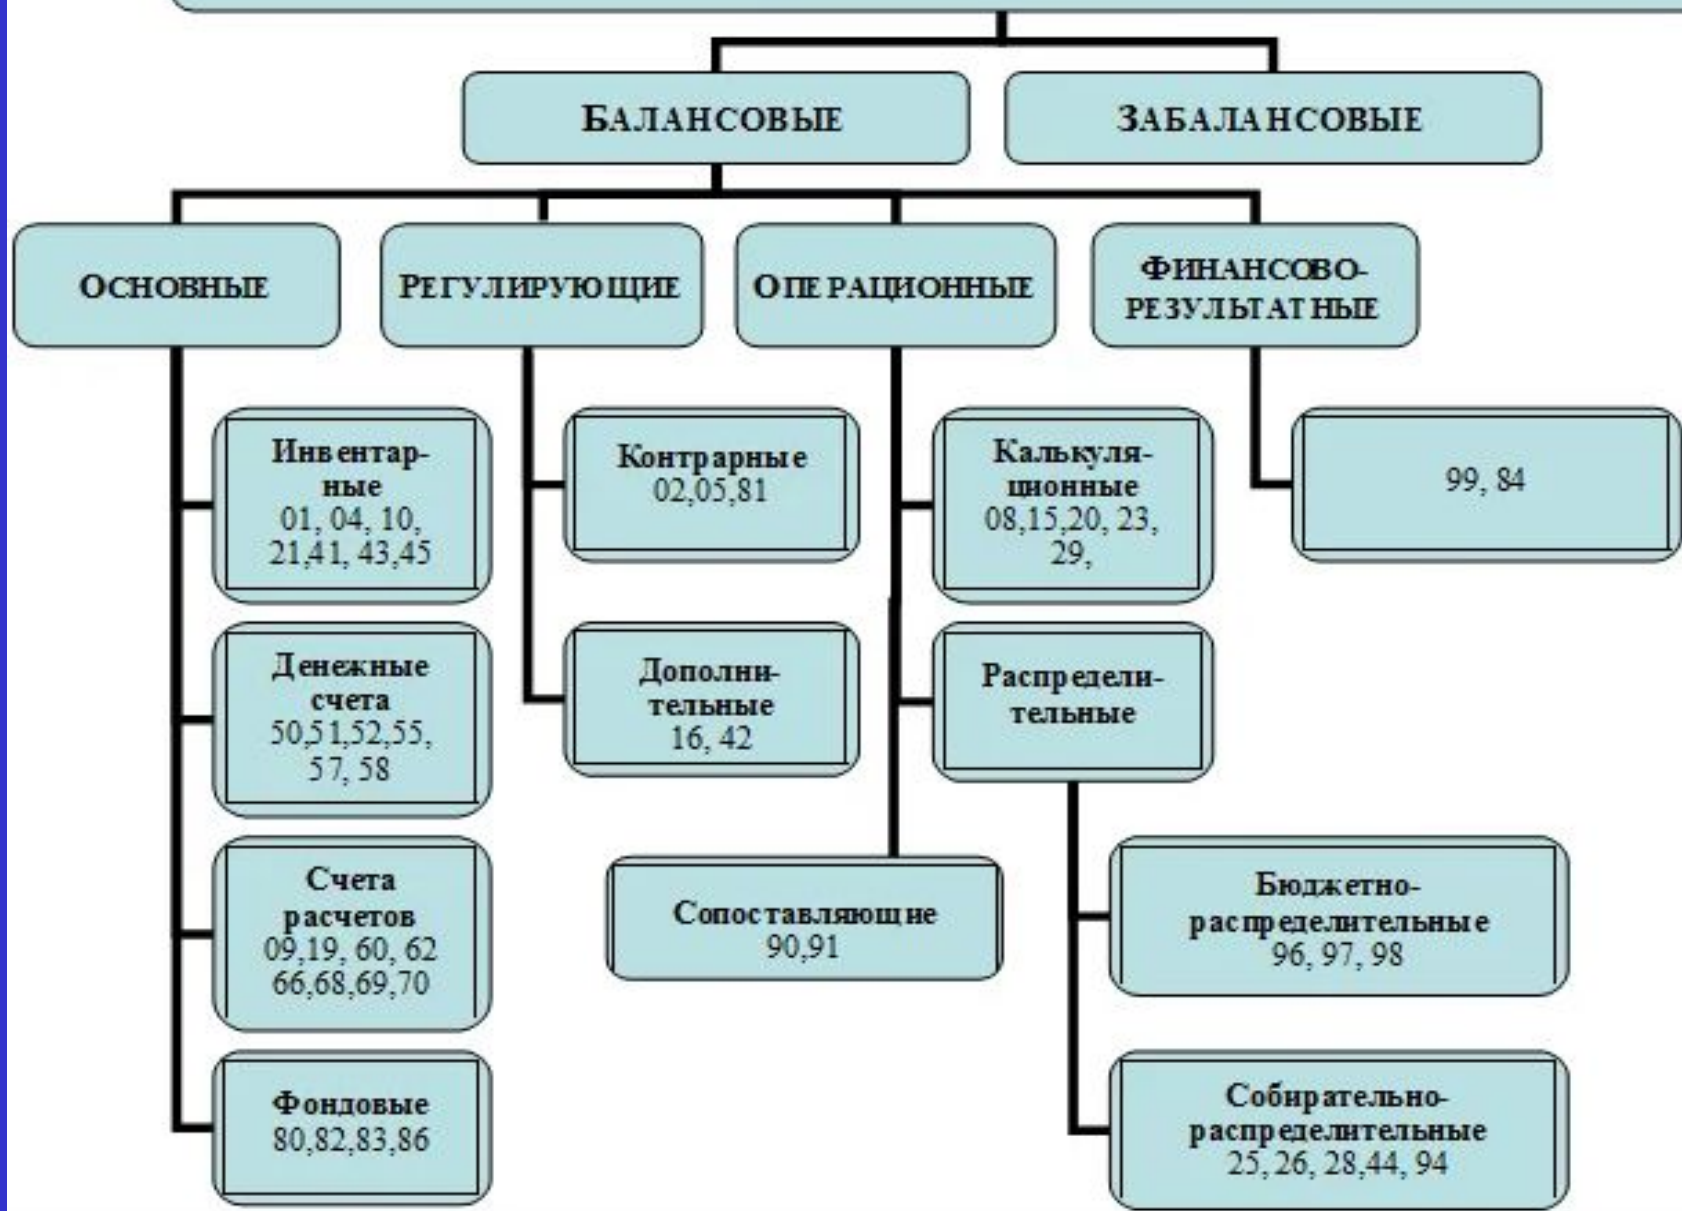 БАЛАНСОВЫЕ
ЗАБАЛАНСОВЫЕ
ОСНОВНЫЕ
РЕГУЛИРУЮЩИЕ
ОПЕРАЦИОННЫЕ
ФИНАНСОВО-
РЕЗУЛЬТАТНЫЕ
Инвентар-
ные
01, 04, 10,
21,41, 43,45
Денежные
счета
50,51,52,55,
57, 58
Счета
расчетов
09,19, 60, 62
66,68,69,70
Фондовые
80,82,83,86
Контрарные
02,05,81
Дополни-
тельные
16, 42
Калькуля-
ционные
08,15,20, 23,
29,
Распредели-
тельные
Сопоставляющие
90,91
Бюджетно-
распределительные
96, 97, 98
Собирательно-
распределительные
25, 26, 28,44, 94
99, 84